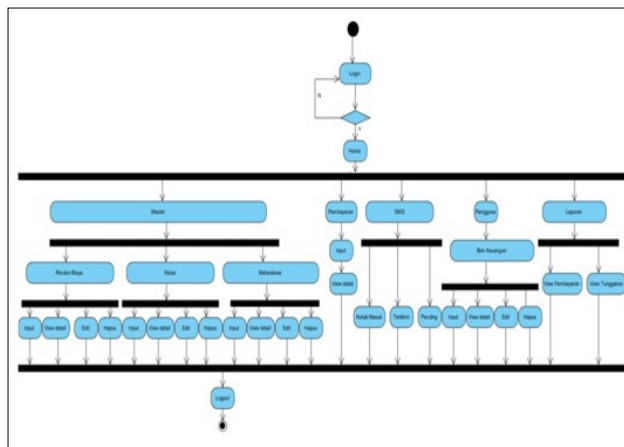 Login
N
Y
Home
Master
Pembayaran
SMS
Pengguna
Laporan
Input
Biro Keuangan
Rincian Biaya
Kelas
Mahasiswa
View detail
View Pembayaran
View Tunggakan
Kotak Masuk
Terkirim
Pending
Input
View detail
Edit
Hapus
Input
View detail
Edit
Hapus
Input
View detail
Edit
Hapus
Input
View detail
Edit
Hapus
Logout